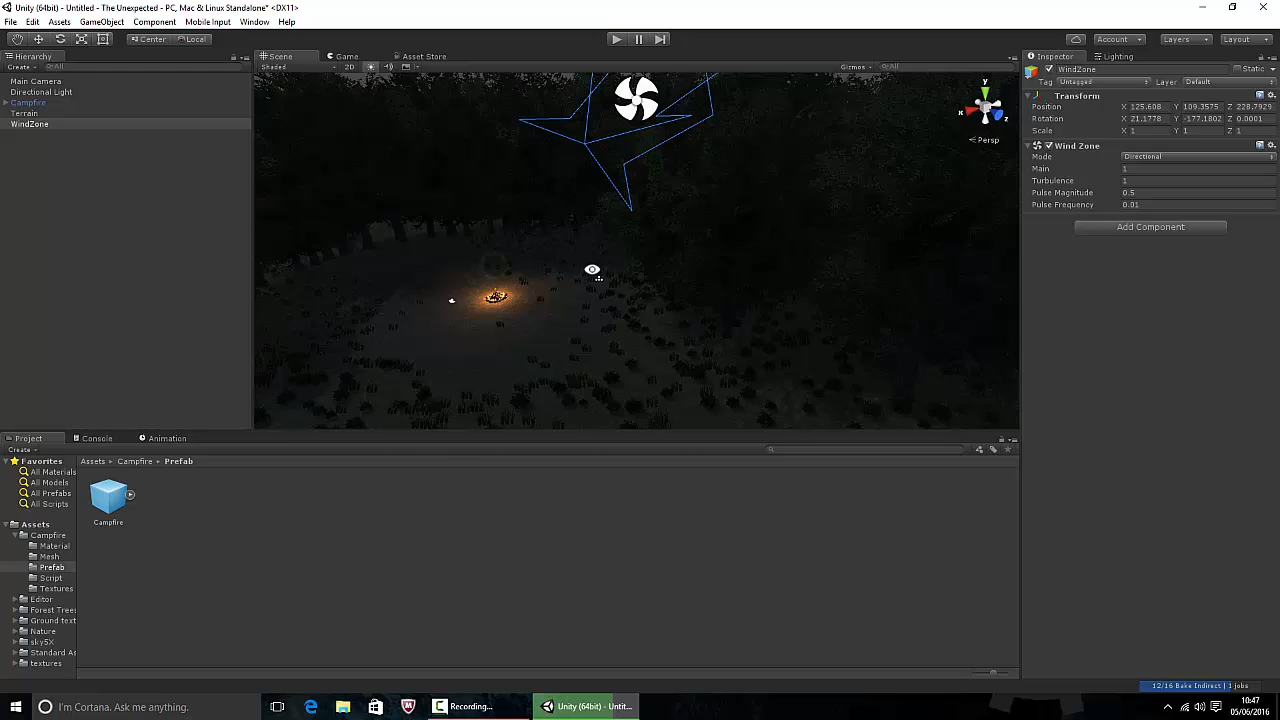 Unity (64bit) - Untitled - The Unexpected - PC, Mac & Linux Standalone* <DX11>
File Edit Assets GameObject Component Mobile Input Window Help
Center Local Account Layers Layout
Hierarchy Scene Game Asset Store Inspector Lighting
Create All Shaded 2D Gizmos All WindZone Static
Main Camera Tag Untagged Layer Default
Directional Light Transform
Campfire Position X 125.608 Y 109.3575 Z 228.7929
Terrain Rotation X 21.1778 Y -177.1802 Z 0.0001
WindZone Scale X 1 Y 1 Z 1
y x z
Persp
Wind Zone
Mode Directional
Main 1
Turbulence 1
Pulse Magnitude 0.5
Pulse Frequency 0.01
Add Component
Project Console Animation
Create
Favorites Assets Campfire Prefab
All Materials
All Models
All Prefabs
All Scripts
Campfire
Assets
Campfire
Material
Mesh
Prefab
Script
Textures
Editor
Forest Trees
Ground text
Nature
sky5X
Standard As
textures
12/16 Bake Indirect | 1 jobs
I'm Cortana. Ask me anything. Recording... Unity (64bit) - Untit... 10:47
05/06/2016